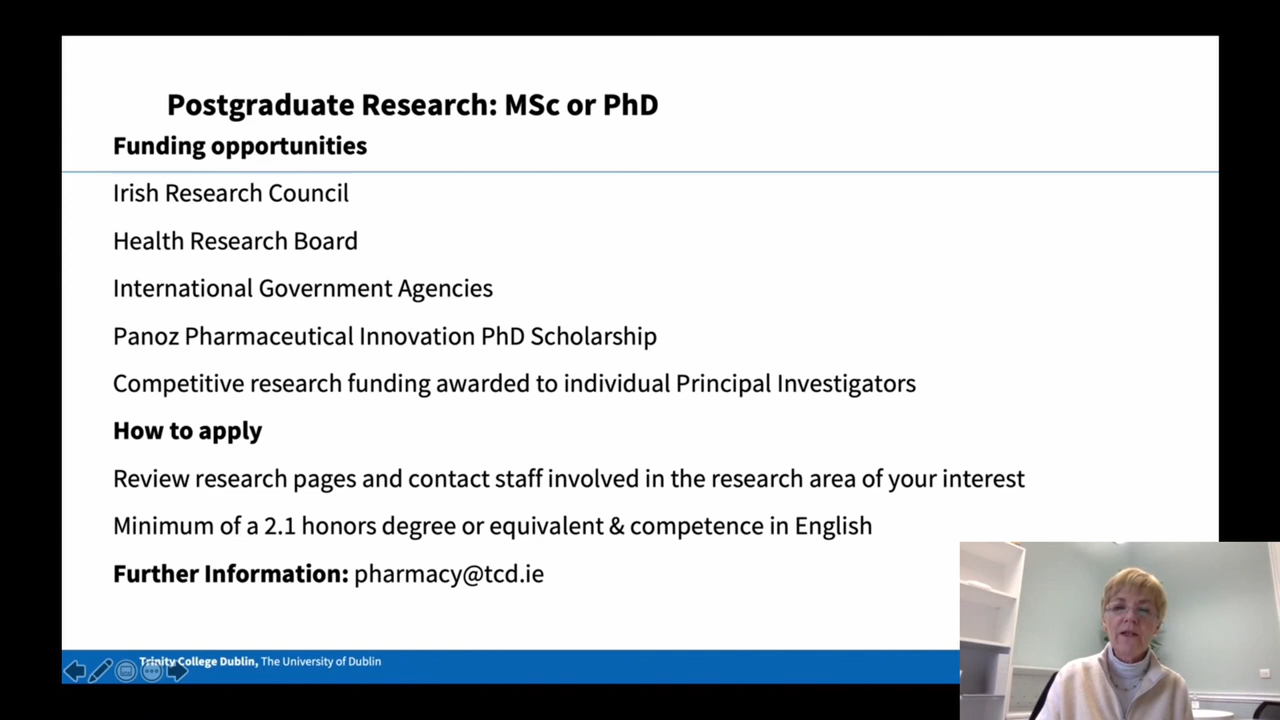 Postgraduate Research: MSc or PhD
Funding opportunities
Irish Research Council
Health Research Board
International Government Agencies
Panoz Pharmaceutical Innovation PhD Scholarship
Competitive research funding awarded to individual Principal Investigators
How to apply
Review research pages and contact staff involved in the research area of your interest
Minimum of a 2.1 honors degree or equivalent & competence in English
Further Information: pharmacy@tcd.ie
Trinity College Dublin, The University of Dublin